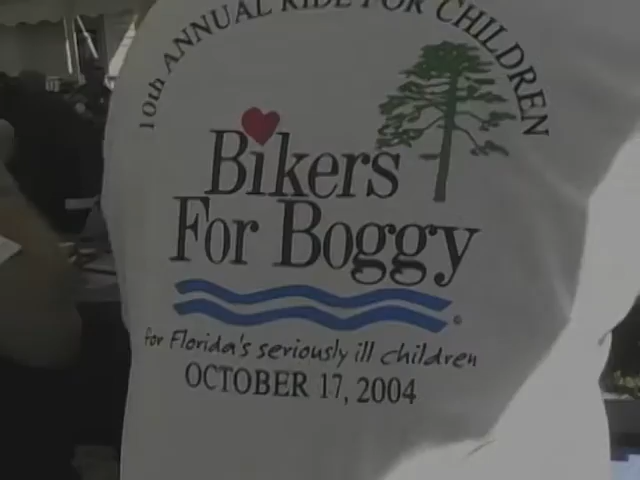 10th ANNUAL RIDE FOR CHILDREN
Bikers
For Boggy
for Florida's seriously ill children
OCTOBER 17, 2004